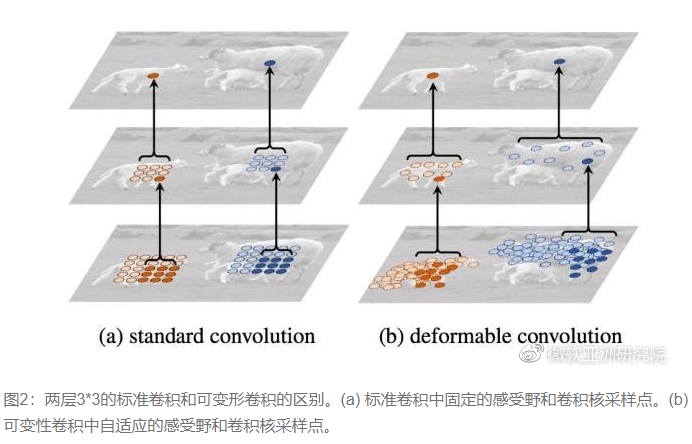 (a) standard convolution
(b) deformable convolution
微软亚洲研究院
图2：两层3*3的标准卷积和可变形卷积的区别。(a) 标准卷积中固定的感受野和卷积核采样点。(b)
可变性卷积中自适应的感受野和卷积核采样点。